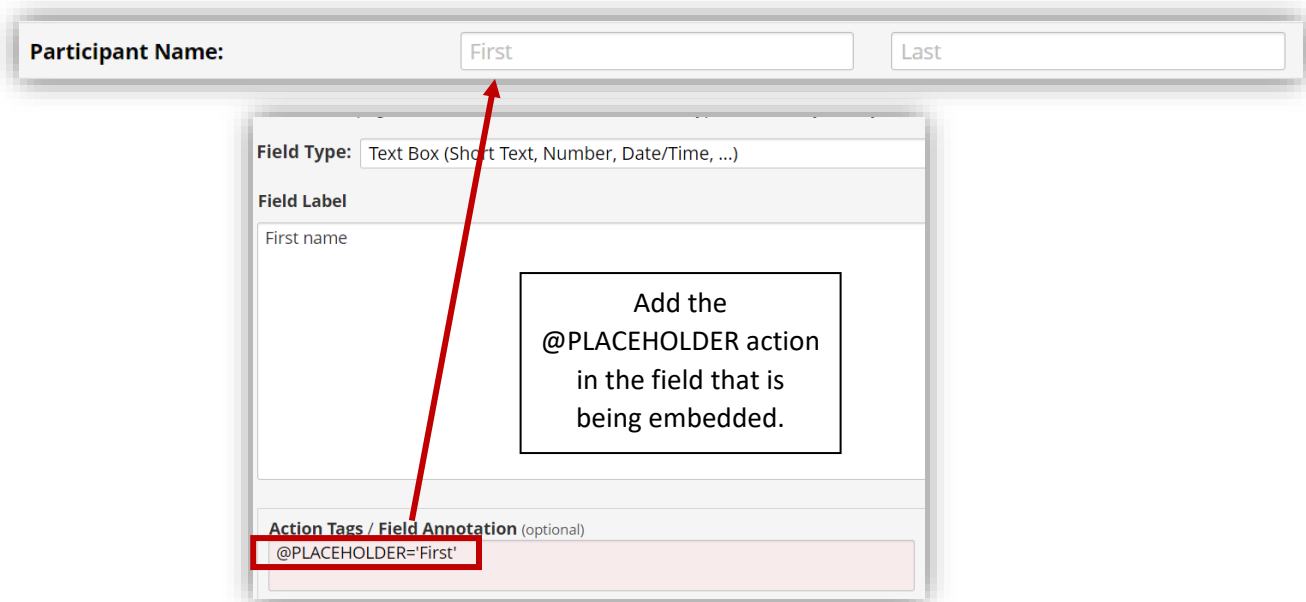 Participant Name: First Last
Field Type: Text Box (Short Text, Number, Date/Time, ...)
Field Label
First name
Add the
@PLACEHOLDER action
in the field that is
being embedded.
Action Tags / Field Annotation (optional)
@PLACEHOLDER='First'